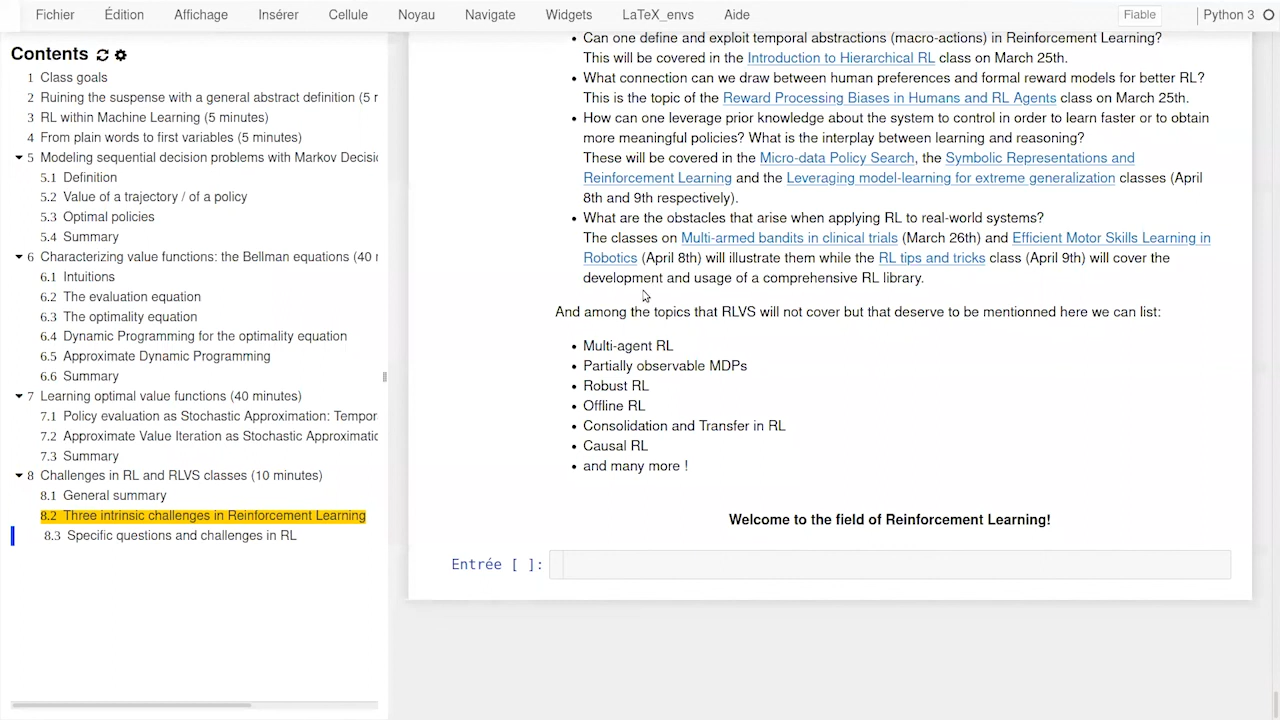 Fichier Édition Affichage Insérer Cellule Noyau Navigate Widgets LaTeX_envs Aide Fiable Python 3
Contents
1 Class goals
2 Ruining the suspense with a general abstract definition (5 r
3 RL within Machine Learning (5 minutes)
4 From plain words to first variables (5 minutes)
5 Modeling sequential decision problems with Markov Decisi
5.1 Definition
5.2 Value of a trajectory / of a policy
5.3 Optimal policies
5.4 Summary
6 Characterizing value functions: the Bellman equations (40 r
6.1 Intuitions
6.2 The evaluation equation
6.3 The optimality equation
6.4 Dynamic Programming for the optimality equation
6.5 Approximate Dynamic Programming
6.6 Summary
7 Learning optimal value functions (40 minutes)
7.1 Policy evaluation as Stochastic Approximation: Tempor
7.2 Approximate Value Iteration as Stochastic Approximatic
7.3 Summary
8 Challenges in RL and RLVS classes (10 minutes)
8.1 General summary
8.2 Three intrinsic challenges in Reinforcement Learning
8.3 Specific questions and challenges in RL
• Can one define and exploit temporal abstractions (macro-actions) in Reinforcement Learning?
This will be covered in the Introduction to Hierarchical RL class on March 25th.
• What connection can we draw between human preferences and formal reward models for better RL?
This is the topic of the Reward Processing Biases in Humans and RL Agents class on March 25th.
• How can one leverage prior knowledge about the system to control in order to learn faster or to obtain
more meaningful policies? What is the interplay between learning and reasoning?
These will be covered in the Micro-data Policy Search, the Symbolic Representations and
Reinforcement Learning and the Leveraging model-learning for extreme generalization classes (April
8th and 9th respectively).
• What are the obstacles that arise when applying RL to real-world systems?
The classes on Multi-armed bandits in clinical trials (March 26th) and Efficient Motor Skills Learning in
Robotics (April 8th) will illustrate them while the RL tips and tricks class (April 9th) will cover the
development and usage of a comprehensive RL library.
And among the topics that RLVS will not cover but that deserve to be mentionned here we can list:
• Multi-agent RL
• Partially observable MDPs
• Robust RL
• Offline RL
• Consolidation and Transfer in RL
• Causal RL
• and many more !
Welcome to the field of Reinforcement Learning!
Entrée [ ]: